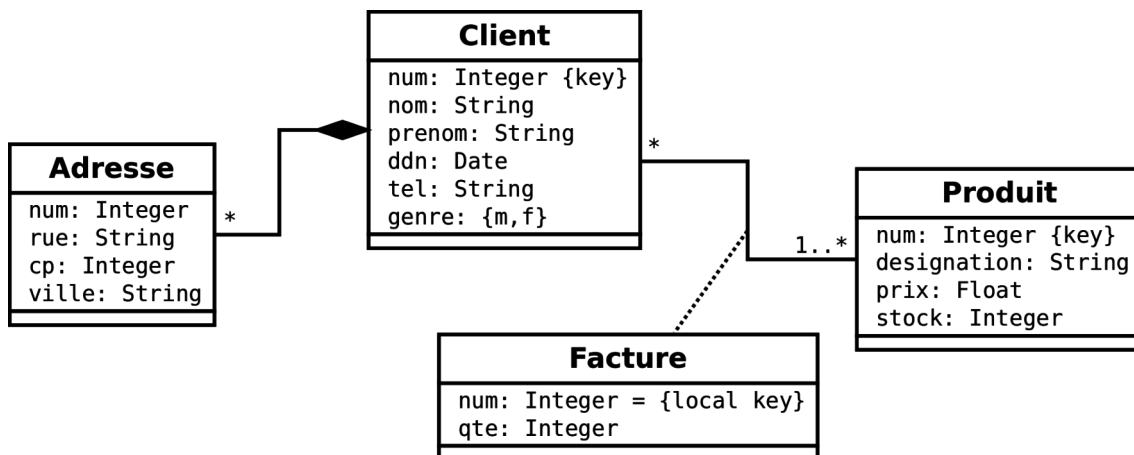 Client
num: Integer {key}
nom: String
prenom: String
ddn: Date
tel: String
genre: {m,f}
Adresse
num: Integer
rue: String
cp: Integer
ville: String
*
*
1..*
Produit
num: Integer {key}
designation: String
prix: Float
stock: Integer
Facture
num: Integer = {local key}
qte: Integer